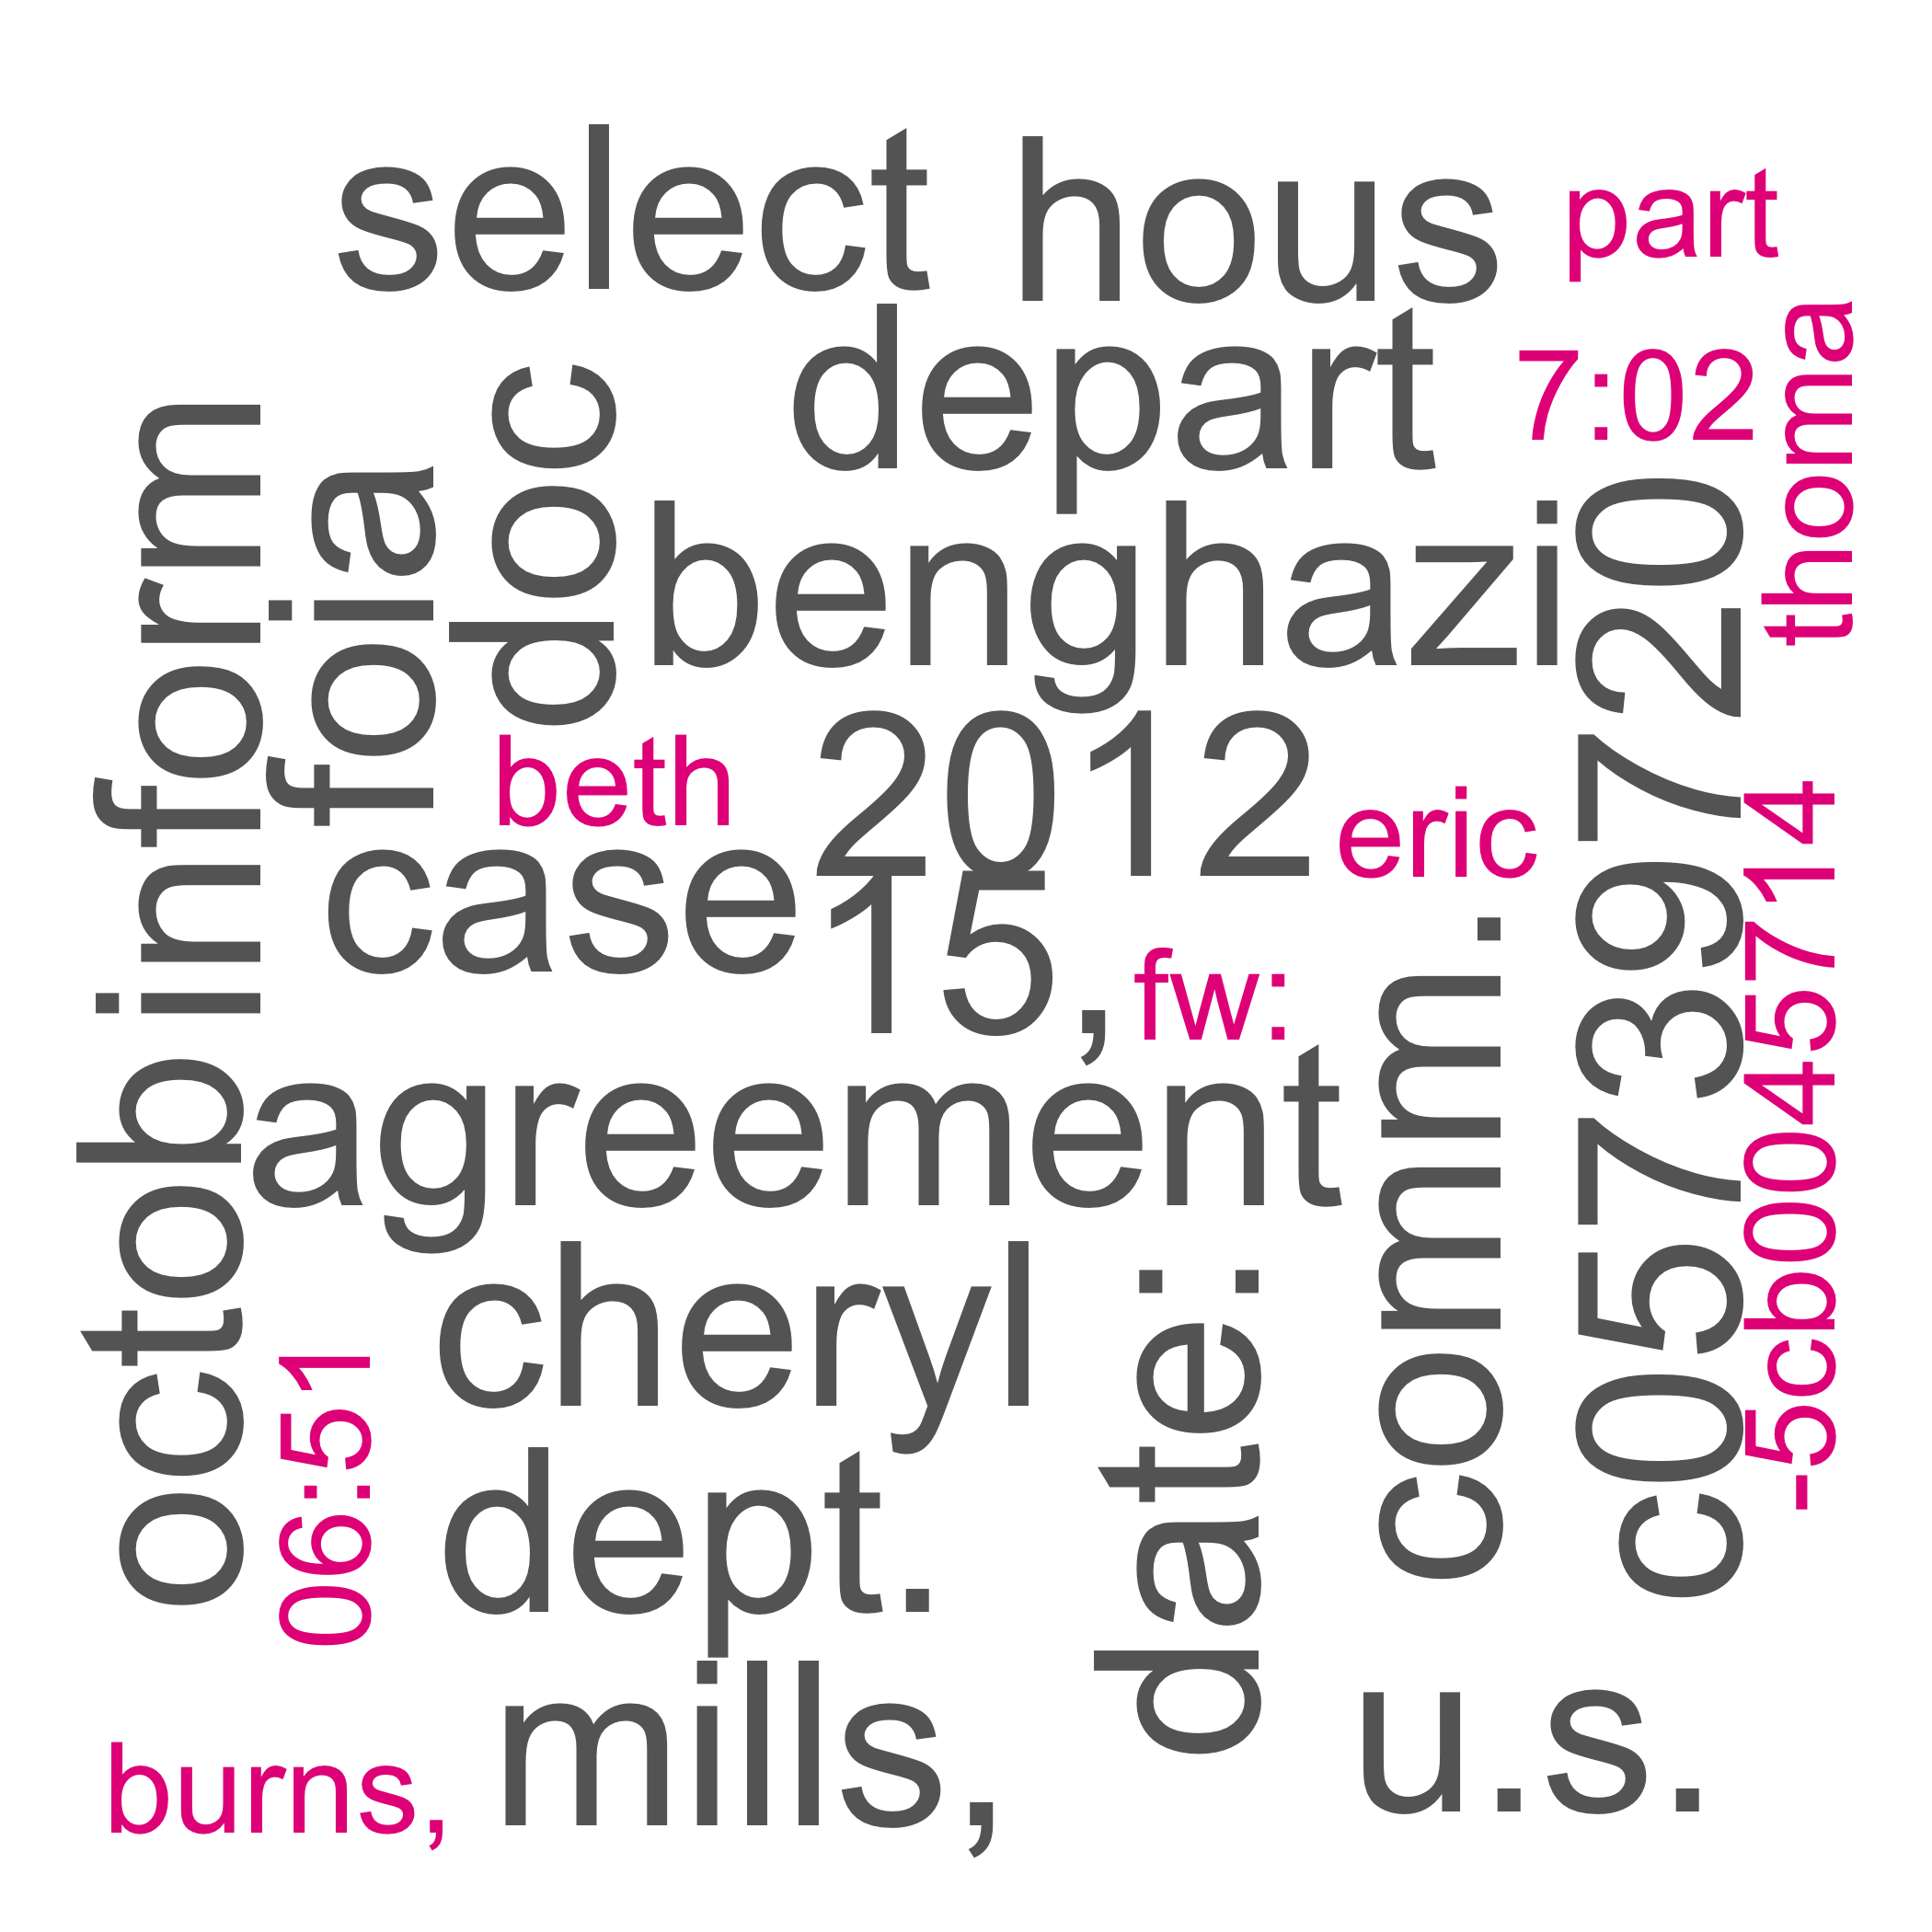 select hous part
depart 7:02
thoma
inform
foia
doc
benghazi
c05739720
beth
2012
eric
case
15,
fw:
-5cb0045714
comm.
octob
agreement
cheryl
date:
06:51
dept.
mills,
u.s.
burns,